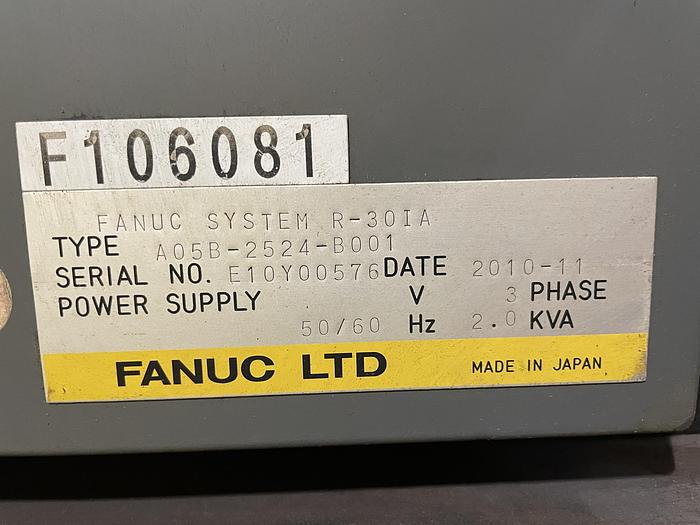 F106081
FANUC SYSTEM R-30IA
TYPE A05B-2524-B001
SERIAL NO. E10Y00576 DATE 2010-11
POWER SUPPLY V 3 PHASE
50/60 Hz 2.0 KVA
FANUC LTD MADE IN JAPAN